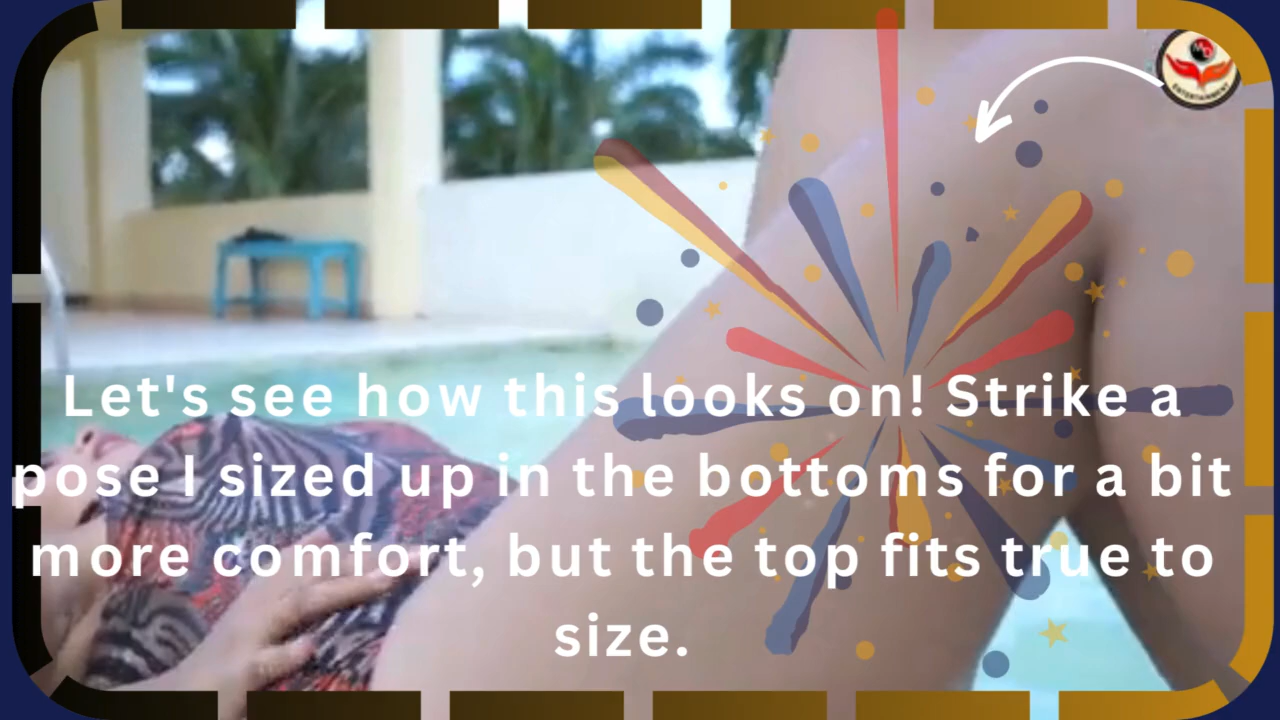 ENTERTAINMENT
Let's see how this looks on! Strike a
pose I sized up in the bottoms for a bit
more comfort, but the top fits true to
size.